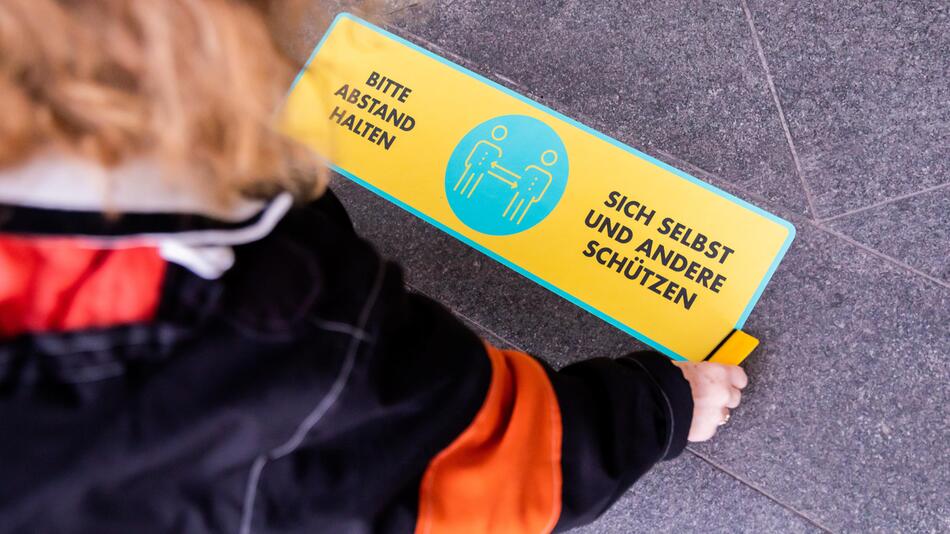 BITTE
ABSTAND
HALTEN
SICH SELBST
UND ANDERE
SCHÜTZEN